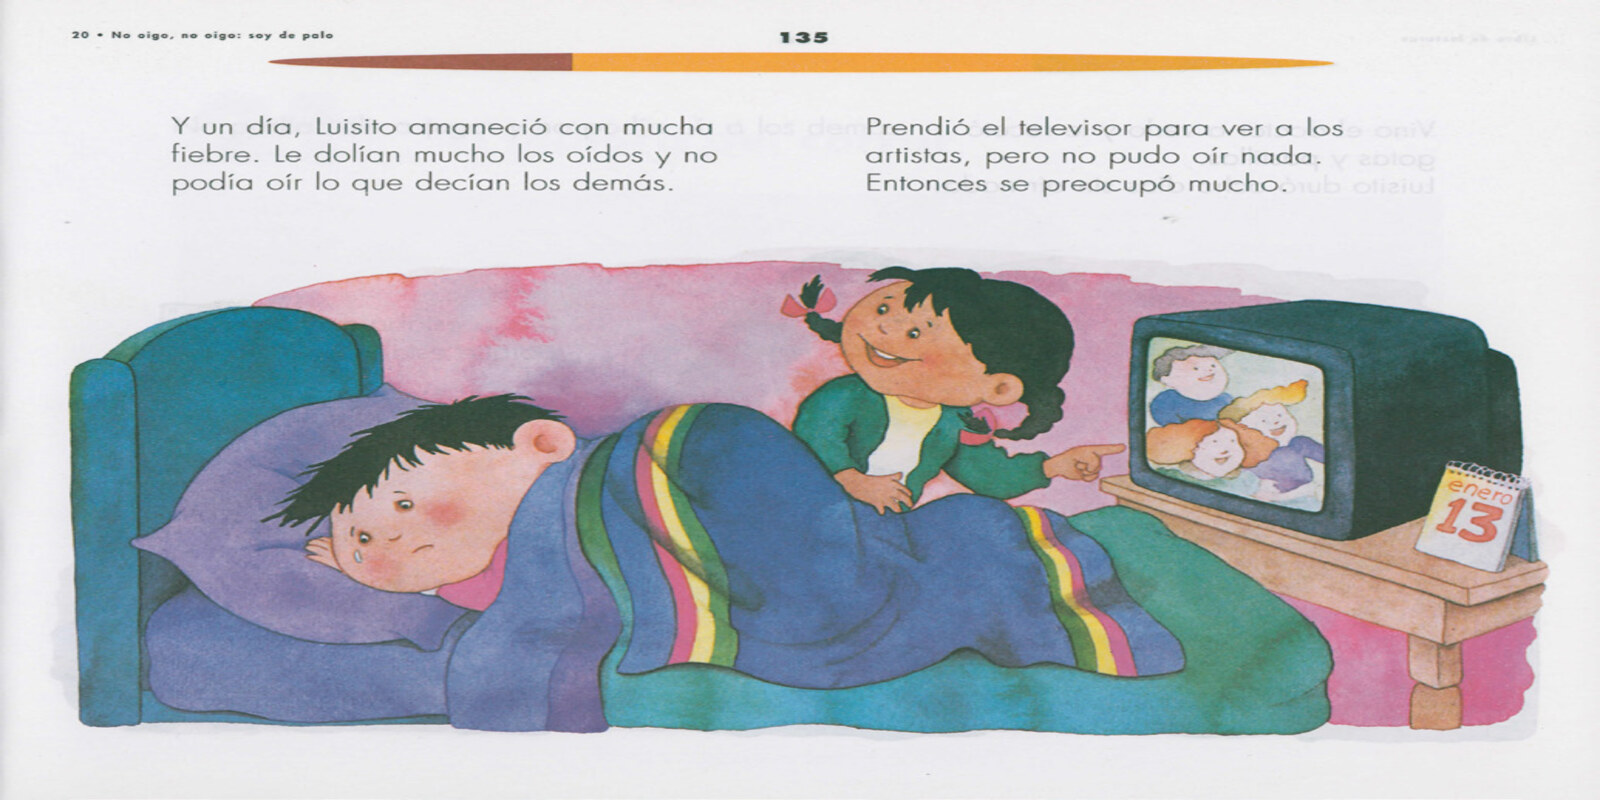 20 • No oigo, no oigo: soy de palo
135
Y un día, Luisito amaneció con mucha
fiebre. Le dolían mucho los oídos y no
podía oír lo que decían los demás.
Prendió el televisor para ver a los
artistas, pero no pudo oír nada.
Entonces se preocupó mucho.
enero
13